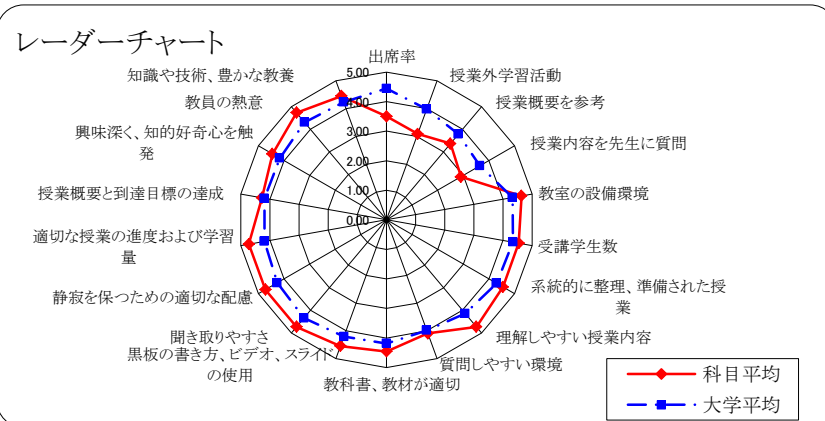 レーダーチャート
出席率
授業外学習活動
授業概要を参考
授業内容を先生に質問
教室の設備環境
受講学生数
系統的に整理、準備された授
業
理解しやすい授業内容
質問しやすい環境
教科書、教材が適切
黒板の書き方、ビデオ、スライド
の使用
聞き取りやすさ
静寂を保つための適切な配慮
適切な授業の進度および学習
量
授業概要と到達目標の達成
興味深く、知的好奇心を触
発
教員の熱意
知識や技術、豊かな教養
5.00
4.00
3.00
2.00
1.00
0.00
科目平均
大学平均